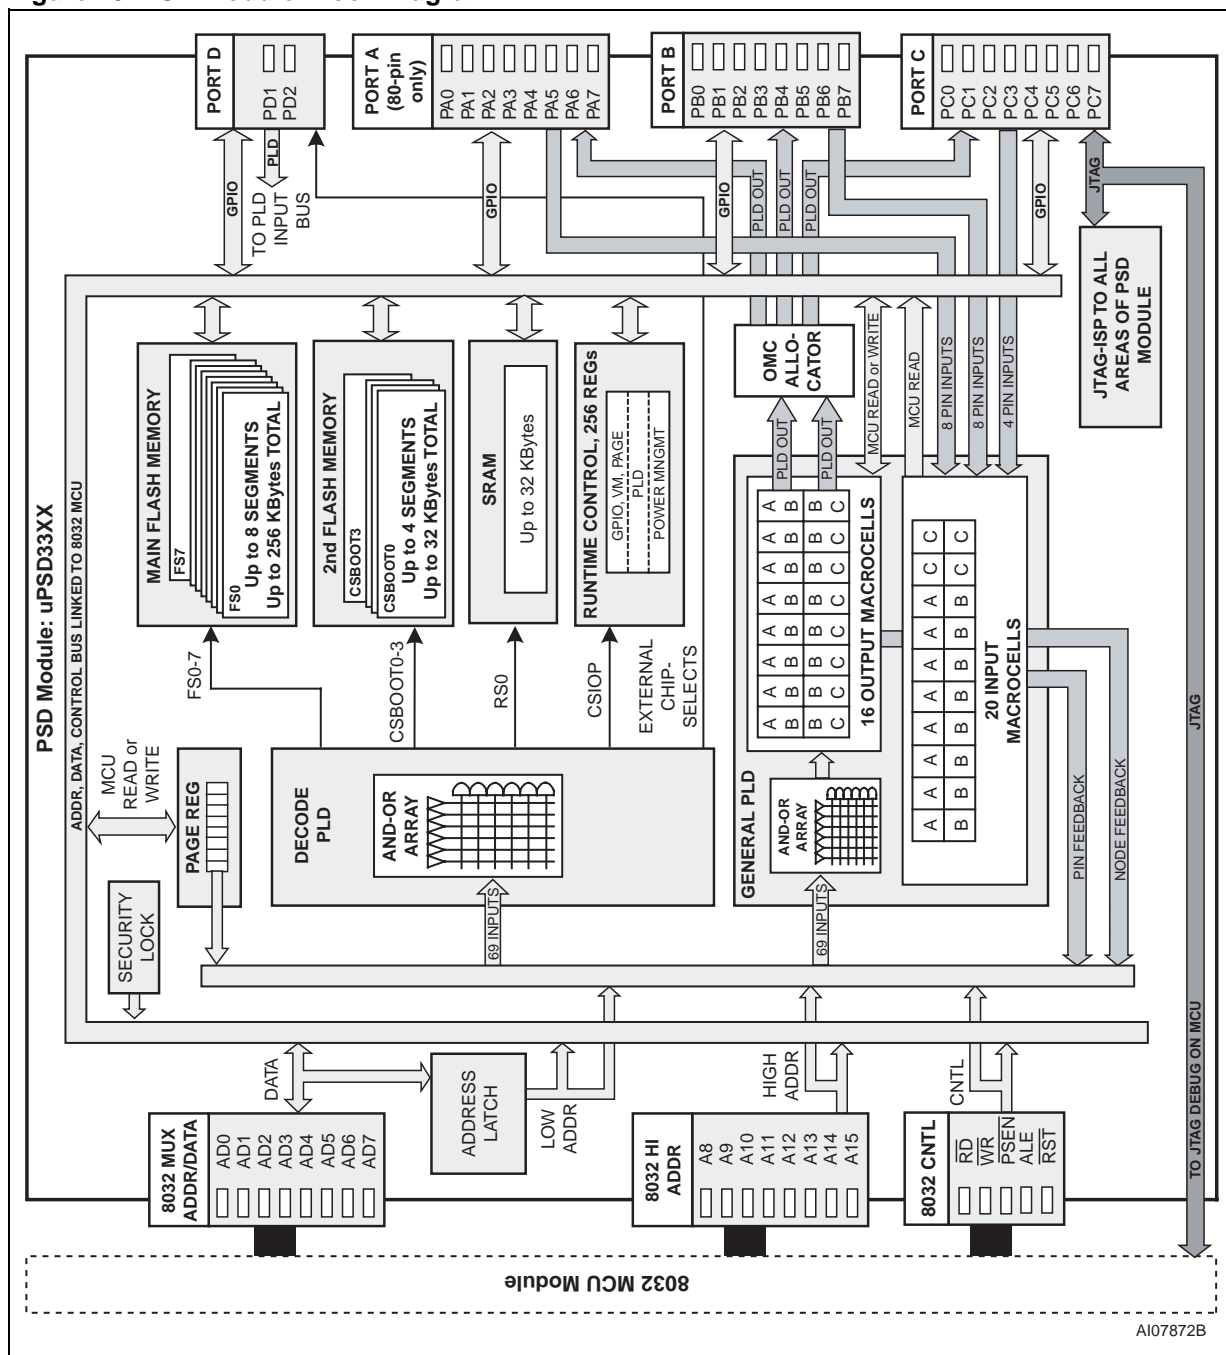 PSD Module: uPSD33XX
ADDR, DATA, CONTROL BUS LINKED TO 8032 MCU
PORT D
PD1
PD2
PORT A
(80-pin
only)
PA0
PA1
PA2
PA3
PA4
PA5
PA6
PA7
PORT B
PB0
PB1
PB2
PB3
PB4
PB5
PB6
PB7
PORT C
PC0
PC1
PC2
PC3
PC4
PC5
PC6
PC7
GPIO
PLD
TO PLD
INPUT
BUS
GPIO
GPIO
PLD OUT
PLD OUT
PLD OUT
GPIO
JTAG
JTAG-ISP TO ALL
AREAS OF PSD
MODULE
MAIN FLASH MEMORY
FS7
FS0
Up to 8 SEGMENTS
Up to 256 KBytes TOTAL
2nd FLASH MEMORY
CSBOOT3
CSBOOT0
Up to 4 SEGMENTS
Up to 32 KBytes TOTAL
SRAM
Up to 32 KBytes
RUNTIME CONTROL, 256 REGs
GPIO, VM, PAGE
PLD
POWER MNGMT
OMC
ALLO-
CATOR
PLD OUT
PLD OUT
MCU READ or WRITE
MCU READ
8 PIN INPUTS
8 PIN INPUTS
4 PIN INPUTS
FS0-7
CSBOOT0-3
RS0
CSIOP
EXTERNAL
CHIP-
SELECTS
MCU
READ or
WRITE
PAGE REG
SECURITY
LOCK
DECODE
PLD
AND-OR
ARRAY
69 INPUTS
GENERAL PLD
AND-OR
ARRAY
69 INPUTS
A A A A A A A A
B B B B B B B B
B B B B B B B B
C C C C C C C C
16 OUTPUT MACROCELLS
A A A A A A A A C C
B B B B B B B B C C
20 INPUT
MACROCELLS
PIN FEEDBACK
NODE FEEDBACK
JTAG
TO JTAG DEBUG ON MCU
DATA
ADDRESS
LATCH
LOW
ADDR
HIGH
ADDR
CNTL
8032 MUX
ADDR/DATA
AD0
AD1
AD2
AD3
AD4
AD5
AD6
AD7
8032 HI
ADDR
A8
A9
A10
A11
A12
A13
A14
A15
8032 CNTL
RD
WR
PSEN
ALE
RST
8032 MCU Module
AI07872B